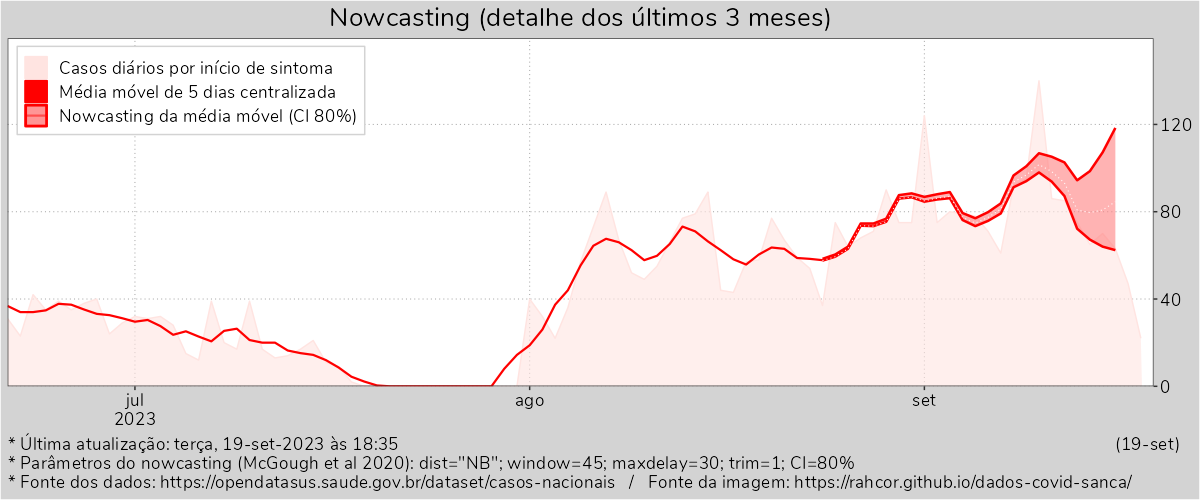 Nowcasting (detalhe dos últimos 3 meses)
Casos diários por início de sintoma
Média móvel de 5 dias centralizada
Nowcasting da média móvel (CI 80%)
120
80
40
0
jul
2023
ago
set
* Última atualização: terça, 19-set-2023 às 18:35
(19-set)
* Parâmetros do nowcasting (McGough et al 2020): dist="NB"; window=45; maxdelay=30; trim=1; CI=80%
* Fonte dos dados: https://opendatasus.saude.gov.br/dataset/casos-nacionais / Fonte da imagem: https://rahcor.github.io/dados-covid-sanca/